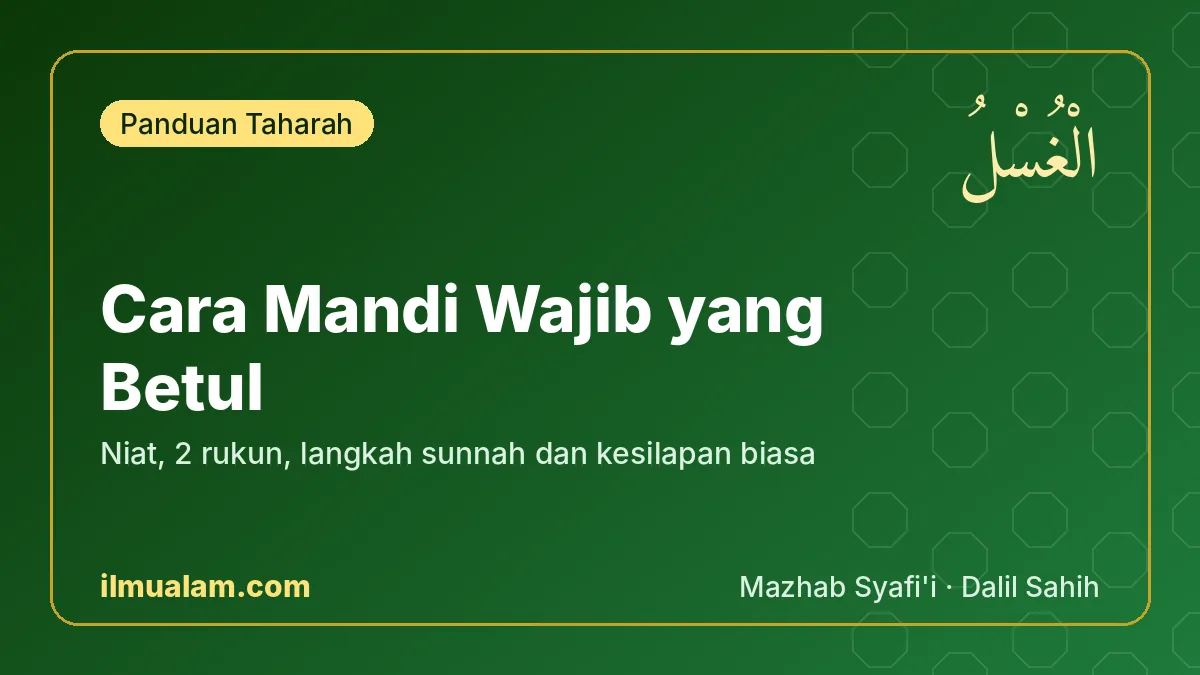 Panduan Taharah
الْغُسْلُ
Cara Mandi Wajib yang
Betul
Niat, 2 rukun, langkah sunnah dan kesilapan biasa
ilmualam.com
Mazhab Syafi'i · Dalil Sahih